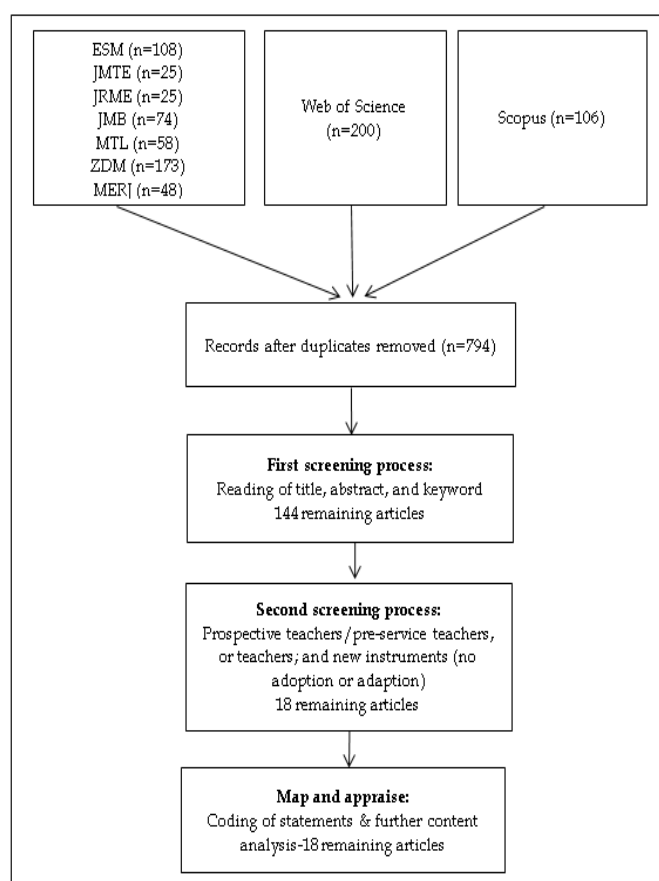 ESM (n=108)
JMTE (n=25)
JRME (n=25)
JMB (n=74)
MTL (n=58)
ZDM (n=173)
MERJ (n=48)
Web of Science
(n=200)
Scopus (n=106)
Records after duplicates removed (n=794)
First screening process:
Reading of title, abstract, and keyword
144 remaining articles
Second screening process:
Prospective teachers/pre-service teachers,
or teachers; and new instruments (no
adoption or adaption)
18 remaining articles
Map and appraise:
Coding of statements & further content
analysis-18 remaining articles